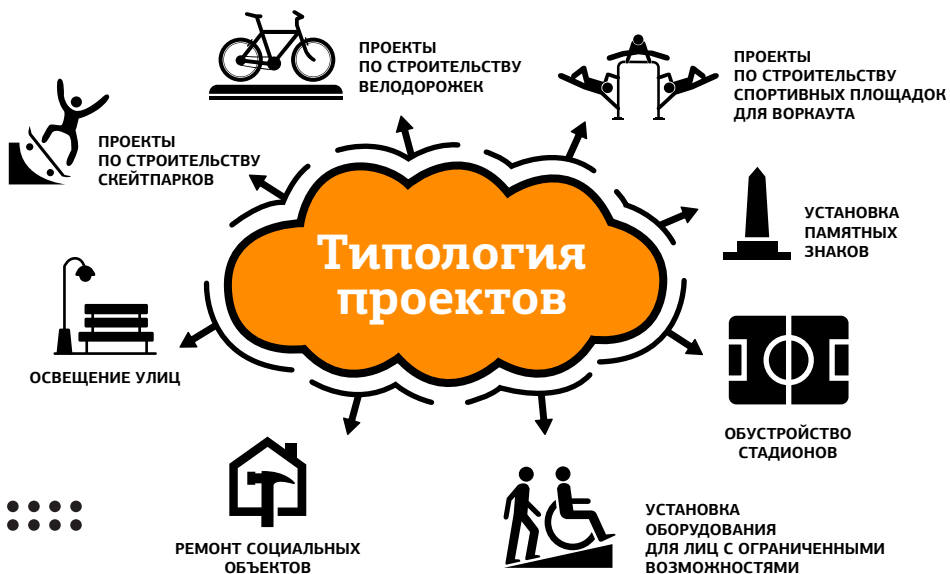 ПРОЕКТЫ
ПО СТРОИТЕЛЬСТВУ
ВЕЛОДОРОЖЕК
ПРОЕКТЫ
ПО СТРОИТЕЛЬСТВУ
СПОРТИВНЫХ ПЛОЩАДОК
ДЛЯ ВОРКАУТА
ПРОЕКТЫ
ПО СТРОИТЕЛЬСТВУ
СКЕЙТПАРКОВ
Типология
проектов
УСТАНОВКА
ПАМЯТНЫХ
ЗНАКОВ
ОСВЕЩЕНИЕ УЛИЦ
ОБУСТРОЙСТВО
СТАДИОНОВ
РЕМОНТ СОЦИАЛЬНЫХ
ОБЪЕКТОВ
УСТАНОВКА
ОБОРУДОВАНИЯ
ДЛЯ ЛИЦ С ОГРАНИЧЕННЫМИ
ВОЗМОЖНОСТЯМИ